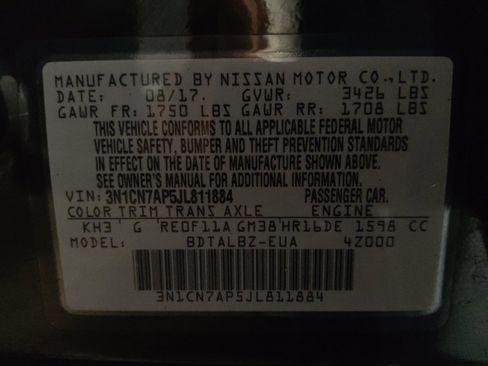 MANUFACTURED BY NISSAN MOTOR CO., LTD.
DATE: 08/17. GVWR: 3426 LBS
GAWR FR: 1750 LBS GAWR RR: 1708 LBS
THIS VEHICLE CONFORMS TO ALL APPLICABLE FEDERAL MOTOR
VEHICLE SAFETY, BUMPER AND THEFT PREVENTION STANDARDS
IN EFFECT ON THE DATE OF MANUFACTURE SHOWN ABOVE.
SEE OWNER'S MANUAL FOR ADDITIONAL INFORMATION.
VIN: 3N1CN7AP5JL811884 PASSENGER CAR.
COLOR TRIM TRANS AXLE ENGINE
KH3 G RE0F11A GM38 HR16DE 1598 CC
MODEL: BDTALBZ-EUA 4Z000
3N1CN7AP5JL811884